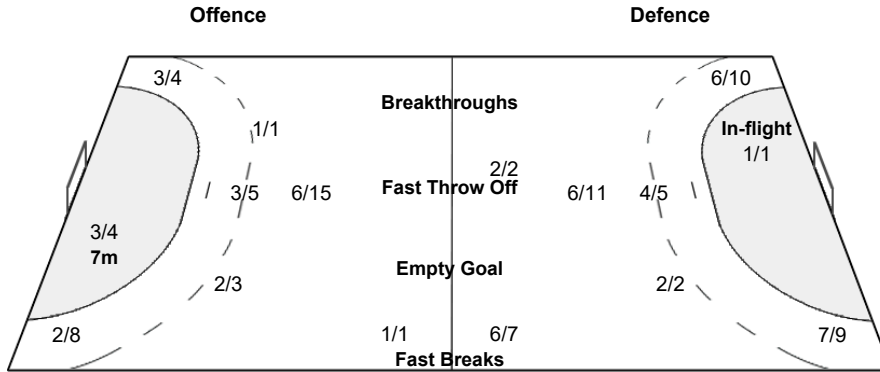 Offence Defence
3/4 6/10
Breakthroughs
1/1 In-flight
1/1
2/2
3/5 6/15 Fast Throw Off 6/11 4/5
3/4
7m
Empty Goal
2/3 2/2
2/8 1/1 6/7 7/9
Fast Breaks